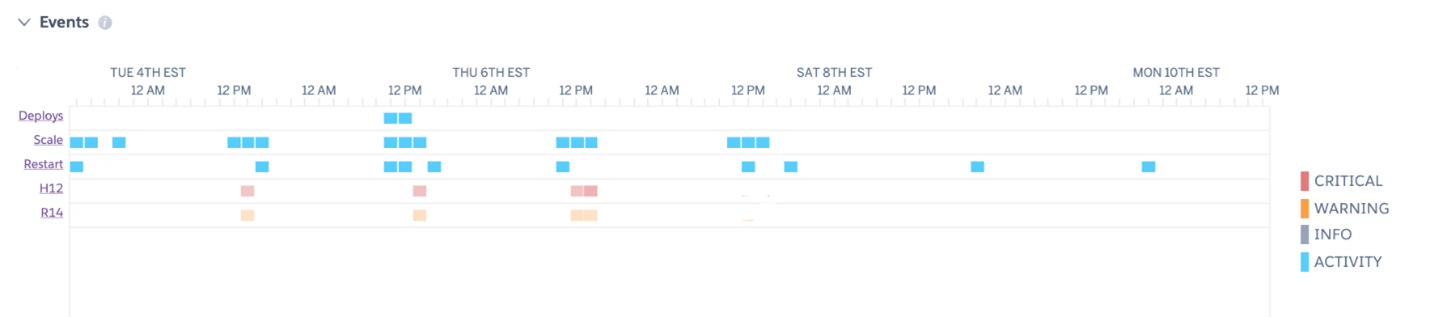 Events i
TUE 4TH EST THU 6TH EST SAT 8TH EST MON 10TH EST
12 AM 12 PM 12 AM 12 PM 12 AM 12 PM 12 AM 12 PM 12 AM 12 PM 12 AM 12 PM 12 AM 12 PM
Deploys
Scale
Restart
H12
R14
CRITICAL
WARNING
INFO
ACTIVITY